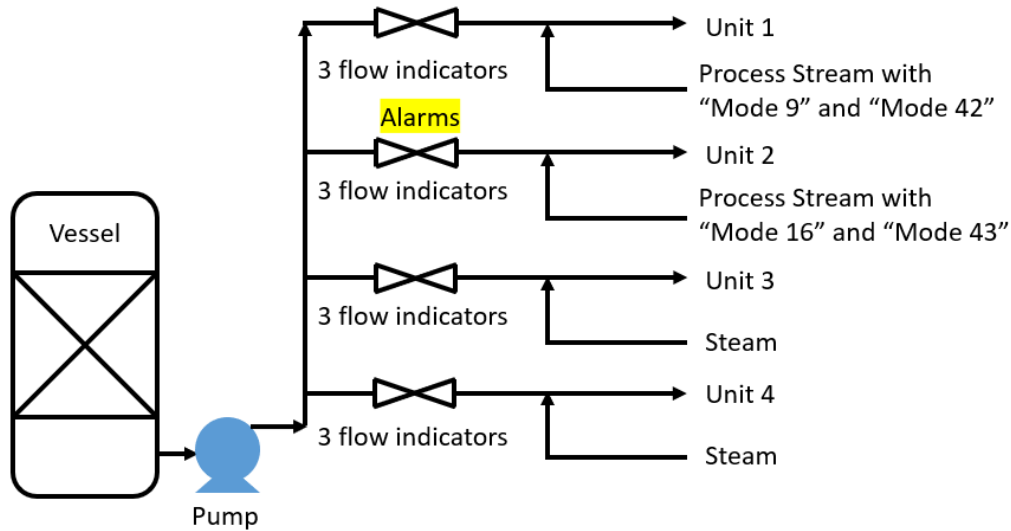 Unit 1
3 flow indicators
Process Stream with
“Mode 9” and “Mode 42”
Alarms
Unit 2
3 flow indicators
Process Stream with
“Mode 16” and “Mode 43”
Vessel
Unit 3
3 flow indicators
Steam
Unit 4
3 flow indicators
Steam
Pump